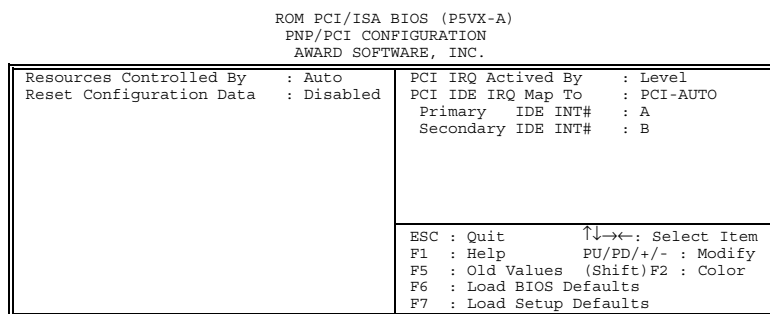 ROM PCI/ISA BIOS (P5VX-A)
PNP/PCI CONFIGURATION
AWARD SOFTWARE, INC.
Resources Controlled By : Auto
Reset Configuration Data : Disabled
PCI IRQ Actived By : Level
PCI IDE IRQ Map To : PCI-AUTO
Primary IDE INT# : A
Secondary IDE INT# : B
ESC : Quit ↑↓→←: Select Item
F1 : Help PU/PD/+/- : Modify
F5 : Old Values (Shift)F2 : Color
F6 : Load BIOS Defaults
F7 : Load Setup Defaults